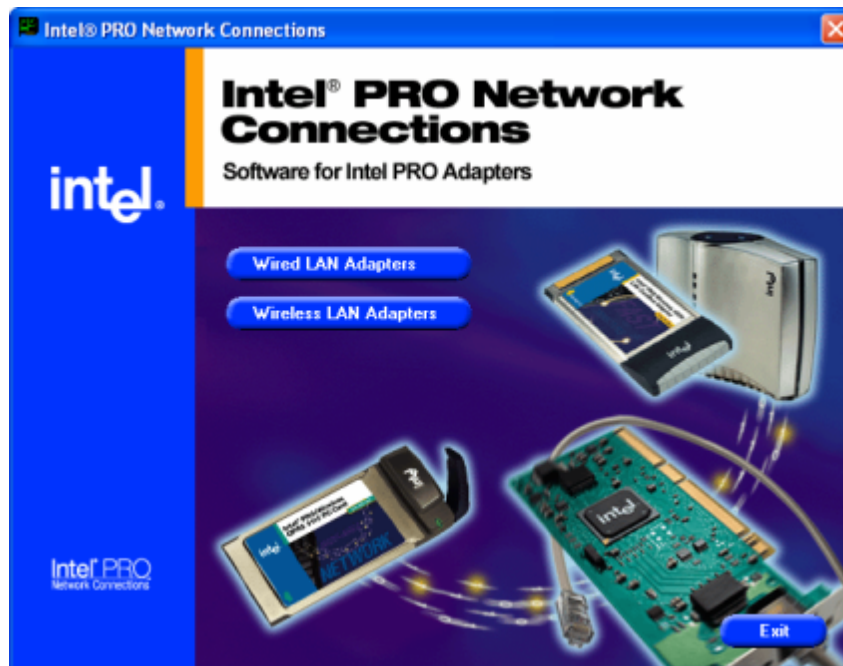 Intel® PRO Network Connections
Intel® PRO Network
Connections
Software for Intel PRO Adapters
intel®
Wired LAN Adapters
Wireless LAN Adapters
intel
intel
intel
intel
intel
NETWORK
intel
Intel® PRO
Network Connections
Exit